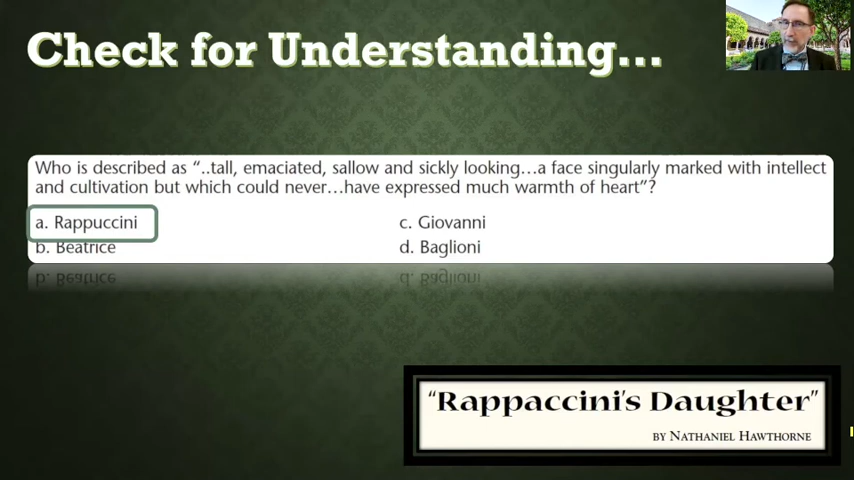 Check for Understanding...
Who is described as “..tall, emaciated, sallow and sickly looking...a face singularly marked with intellect
and cultivation but which could never...have expressed much warmth of heart”?
a. Rappuccini
c. Giovanni
b. Beatrice
d. Baglioni
“Rappaccini's Daughter”
BY NATHANIEL HAWTHORNE